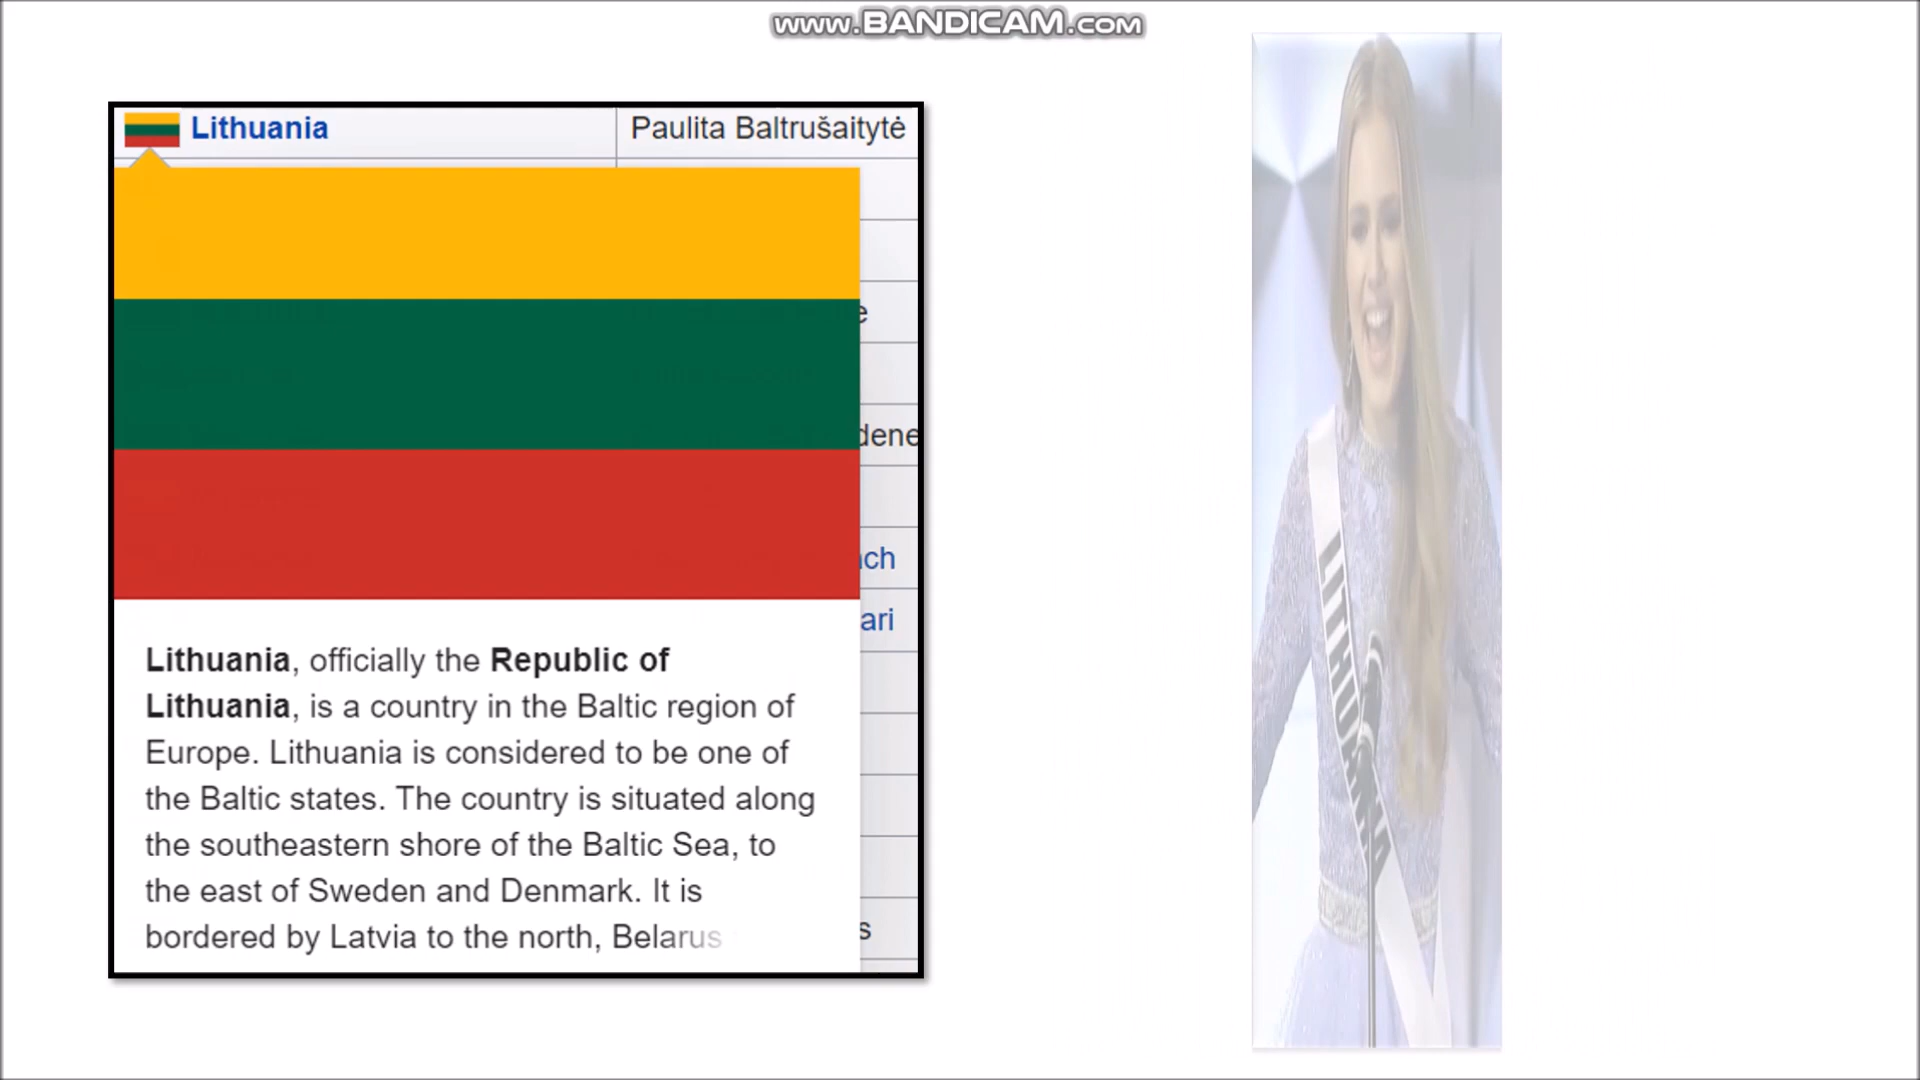 www.BANDICAM.com
Lithuania
Paulita Baltrušaitytė
e
dene
ch
ari
s
Lithuania, officially the Republic of
Lithuania, is a country in the Baltic region of
Europe. Lithuania is considered to be one of
the Baltic states. The country is situated along
the southeastern shore of the Baltic Sea, to
the east of Sweden and Denmark. It is
bordered by Latvia to the north, Belarus
LITHUANIA